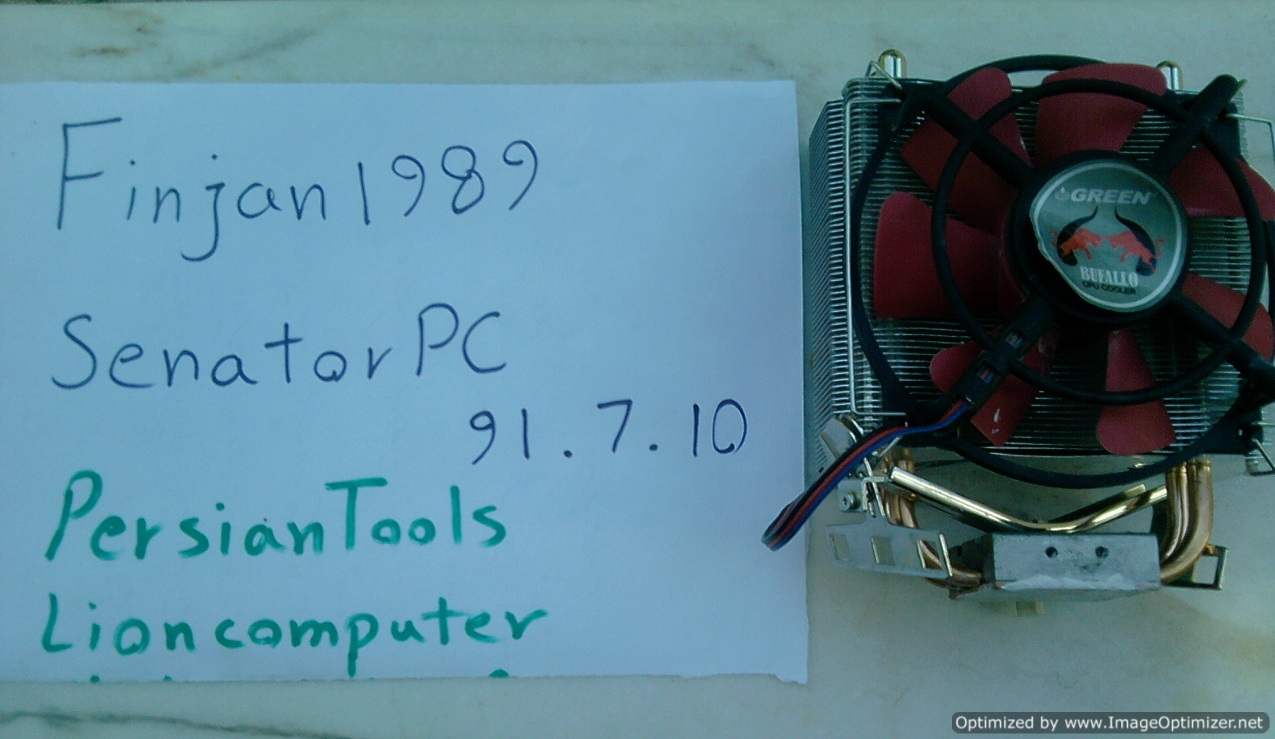 Finjan1989
SenatorPC
91.7.10
PersianTools
Lioncomputer
GREEN
BUFALLO
CPU COOLER
Optimized by www.ImageOptimizer.net